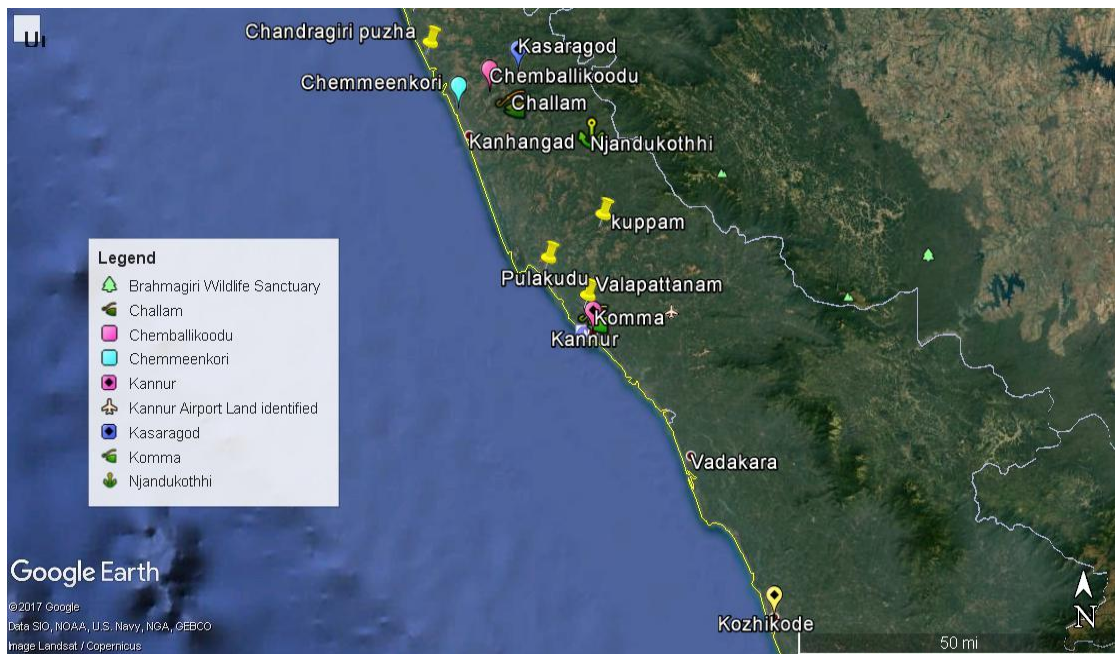 UI
Chandragiri puzha
Kasaragod
Chemmeenkori
Chemballikoodu
Challam
Kanhangad
Njandukothhi
kuppam
Pulakudu
Valapattanam
Komma
Kannur
Vadakara
Kozhikode
Legend
Brahmagiri Wildlife Sanctuary
Challam
Chemballikoodu
Chemmeenkori
Kannur
Kannur Airport Land identified
Kasaragod
Komma
Njandukothhi
Google Earth
©2017 Google
Data SIO, NOAA, U.S. Navy, NGA, GEBCO
Image Landsat / Copernicus
N
50 mi